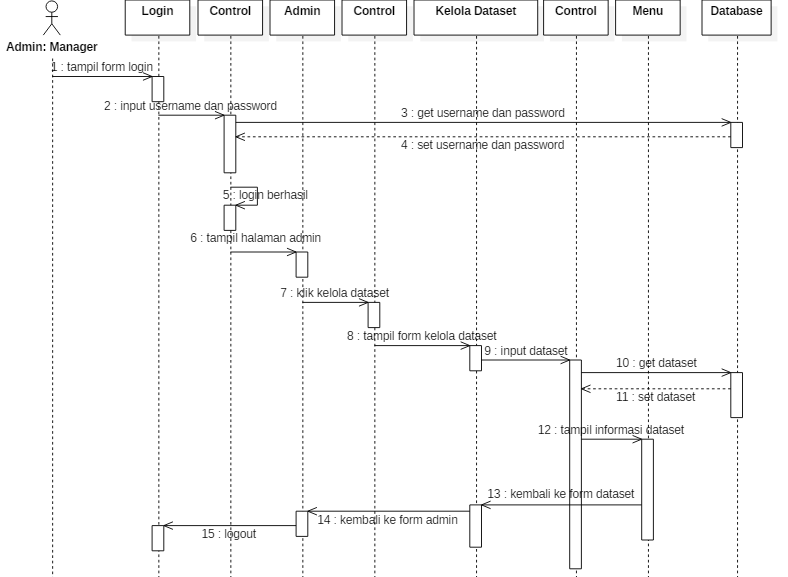 Login
Control
Admin
Control
Kelola Dataset
Control
Menu
Database
Admin: Manager
1 : tampil form login
2 : input username dan password
3 : get username dan password
4 : set username dan password
5 : login berhasil
6 : tampil halaman admin
7 : klik kelola dataset
8 : tampil form kelola dataset
9 : input dataset
10 : get dataset
11 : set dataset
12 : tampil informasi dataset
13 : kembali ke form dataset
14 : kembali ke form admin
15 : logout